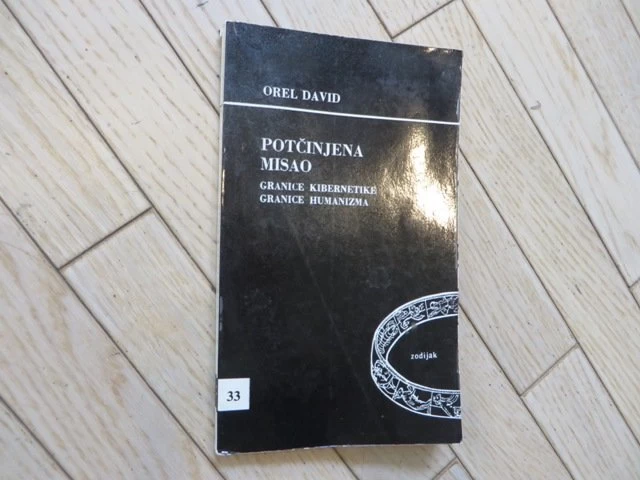 OREL DAVID
POTČINJENA
MISAO
GRANICE KIBERNETIKE
GRANICE HUMANIZMA
zodijak
33